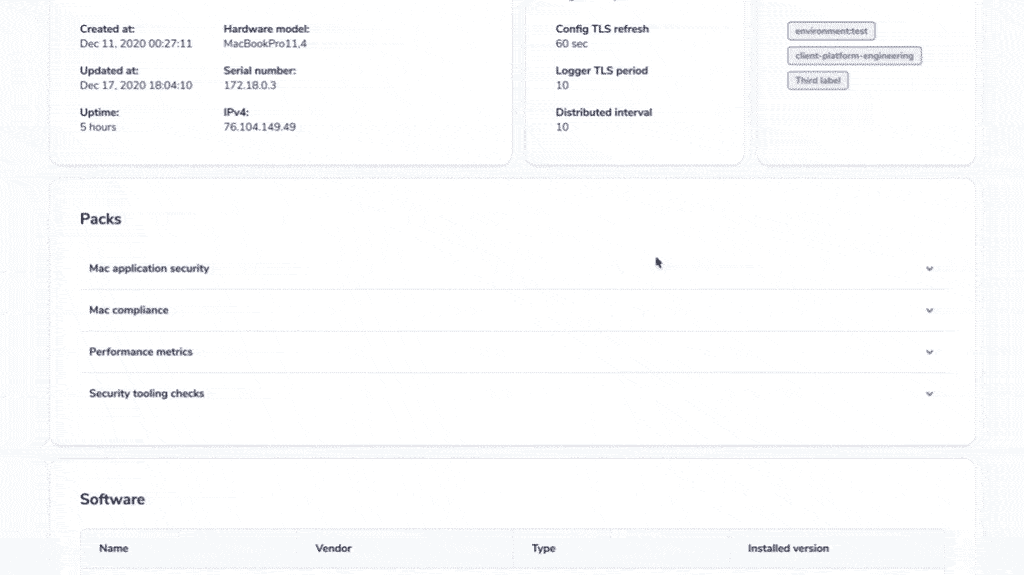 Created at:
Dec 11, 2020 00:27:11
Hardware model:
MacBookPro11,4
Updated at:
Dec 17, 2020 18:04:10
Serial number:
172.18.0.3
Uptime:
5 hours
IPv4:
76.104.149.49
Config TLS refresh
60 sec
Logger TLS period
10
Distributed interval
10
environment:test
client-platform-engineering
Third label
Packs
Mac application security
Mac compliance
Performance metrics
Security tooling checks
Software
Name Vendor Type Installed version